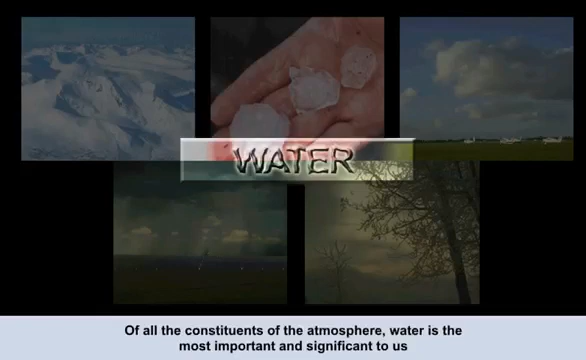 WATER
Of all the constituents of the atmosphere, water is the
most important and significant to us